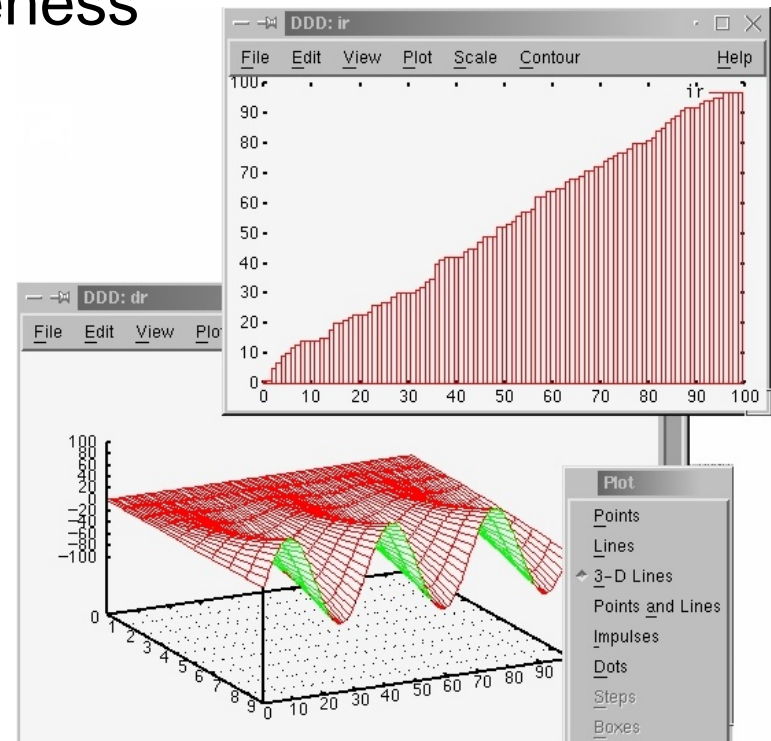 eness
DDD: ir
File Edit View Plot Scale Contour Help
100
90
80
70
60
50
40
30
20
10
0
ir
0 10 20 30 40 50 60 70 80 90 100
DDD: dr
File Edit View Plo
100
80
60
40
20
0
-20
-40
-60
-80
-100
0
1 2 3 4 5 6 7 8 9
0 10 20 30 40 50 60 70 80 90
Plot
Points
Lines
3-D Lines
Points and Lines
Impulses
Dots
Steps
Boxes